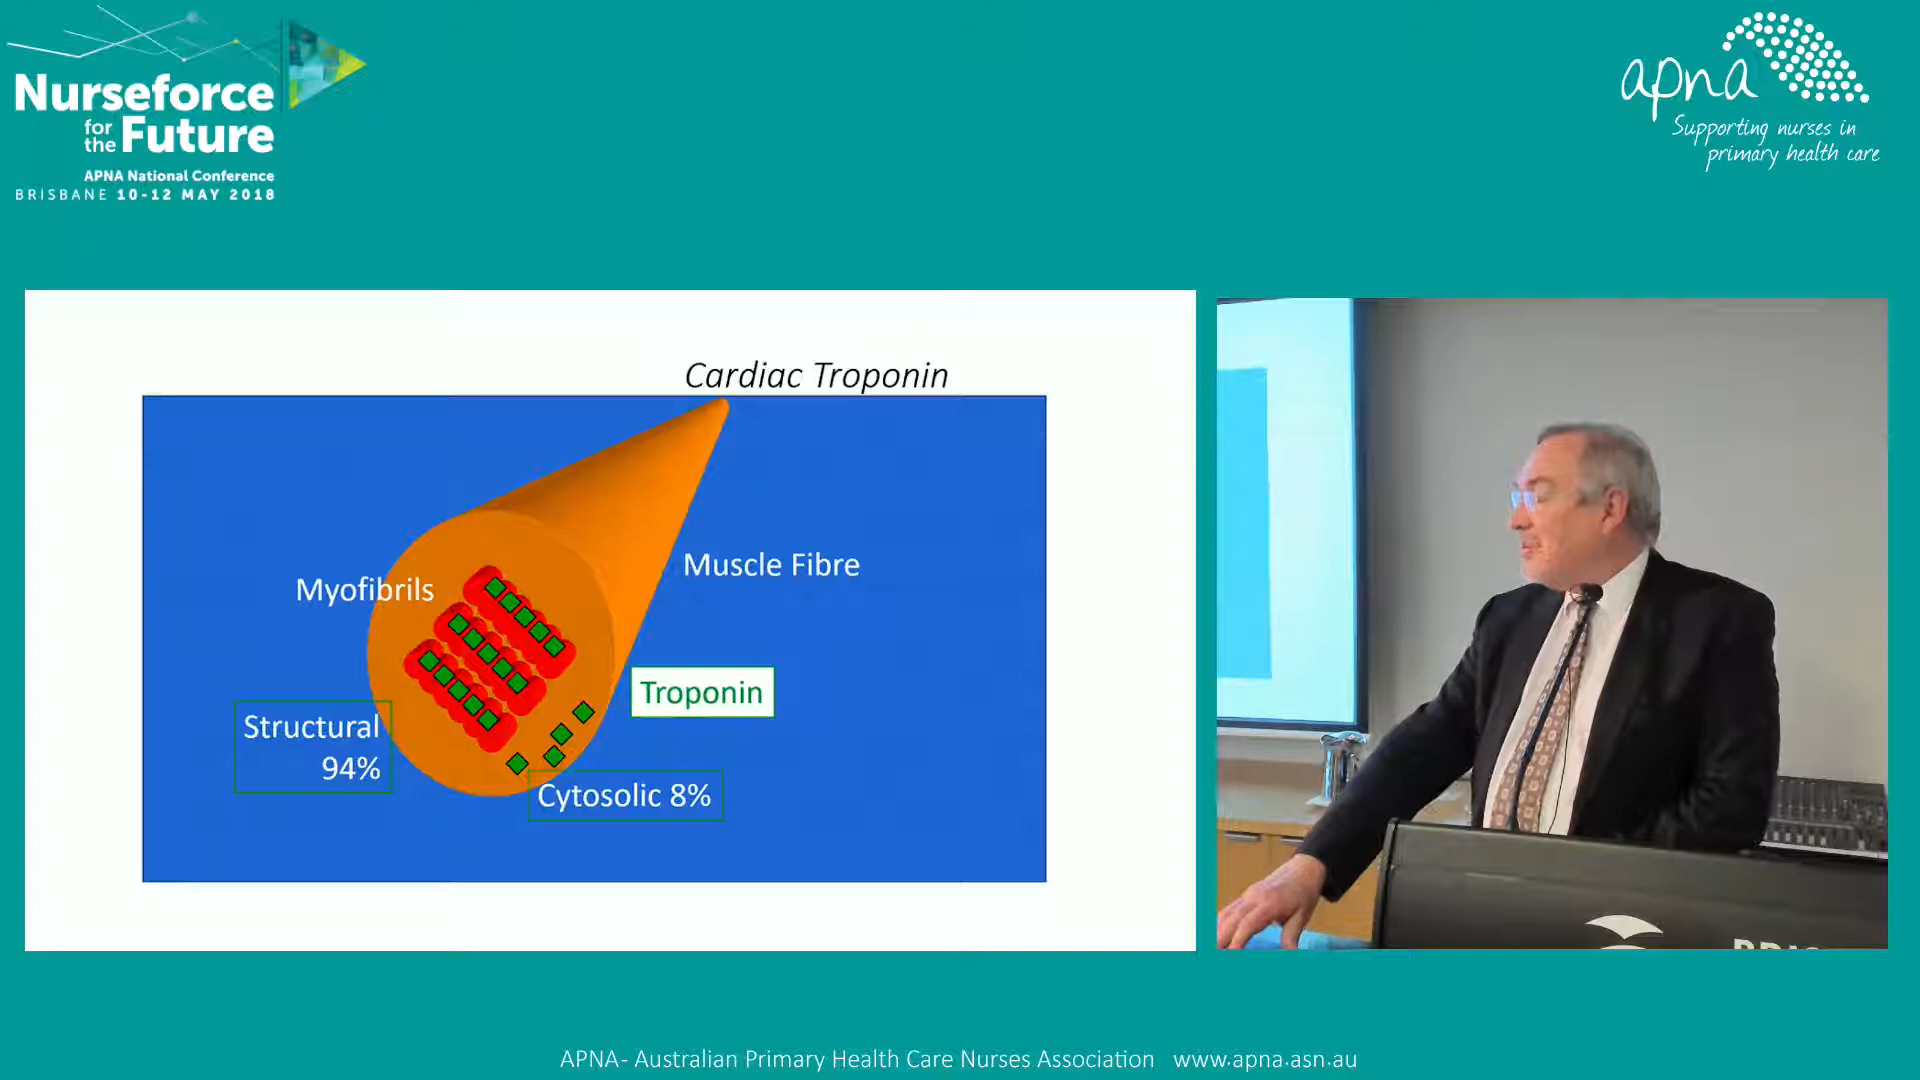 Nurseforce
for the Future
APNA National Conference
BRISBANE 10-12 MAY 2018
apna
Supporting nurses in
primary health care
Cardiac Troponin
Muscle Fibre
Myofibrils
Troponin
Structural
94%
Cytosolic 8%
APNA- Australian Primary Health Care Nurses Association www.apna.asn.au